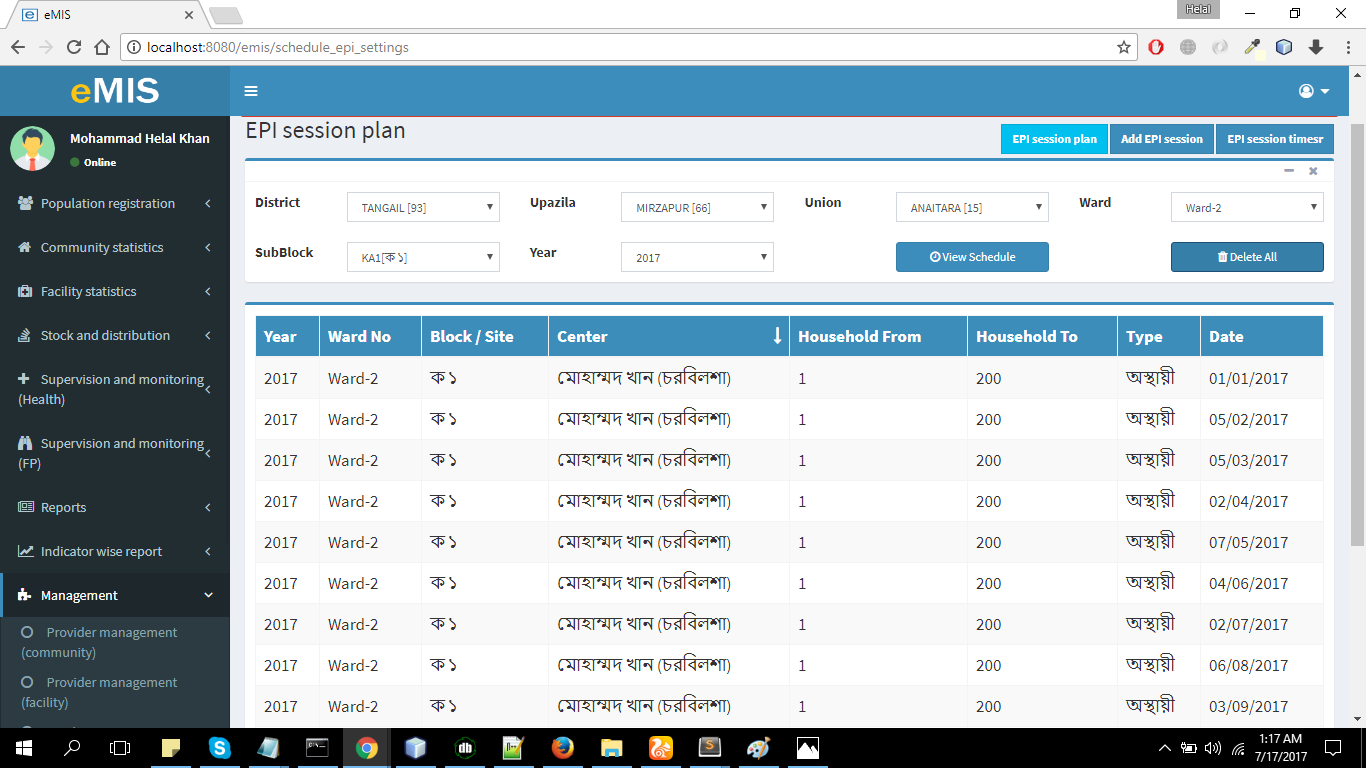 eMIS
Helal
localhost:8080/emis/schedule_epi_settings
eMIS
Mohammad Helal Khan
Online
Population registration
Community statistics
Facility statistics
Stock and distribution
Supervision and monitoring
(Health)
Supervision and monitoring
(FP)
Reports
Indicator wise report
Management
Provider management
(community)
Provider management
(facility)
EPI session plan
EPI session plan Add EPI session EPI session timesr
District TANGAIL [93] Upazila MIRZAPUR [66] Union ANAITARA [15] Ward Ward-2
SubBlock KA1[ক ১] Year 2017 View Schedule Delete All
Year Ward No Block / Site Center Household From Household To Type Date
2017 Ward-2 ক ১ মোহাম্মদ খান (চরবিলশা) 1 200 অস্থায়ী 01/01/2017
2017 Ward-2 ক ১ মোহাম্মদ খান (চরবিলশা) 1 200 অস্থায়ী 05/02/2017
2017 Ward-2 ক ১ মোহাম্মদ খান (চরবিলশা) 1 200 অস্থায়ী 05/03/2017
2017 Ward-2 ক ১ মোহাম্মদ খান (চরবিলশা) 1 200 অস্থায়ী 02/04/2017
2017 Ward-2 ক ১ মোহাম্মদ খান (চরবিলশা) 1 200 অস্থায়ী 07/05/2017
2017 Ward-2 ক ১ মোহাম্মদ খান (চরবিলশা) 1 200 অস্থায়ী 04/06/2017
2017 Ward-2 ক ১ মোহাম্মদ খান (চরবিলশা) 1 200 অস্থায়ী 02/07/2017
2017 Ward-2 ক ১ মোহাম্মদ খান (চরবিলশা) 1 200 অস্থায়ী 06/08/2017
2017 Ward-2 ক ১ মোহাম্মদ খান (চরবিলশা) 1 200 অস্থায়ী 03/09/2017
1:17 AM
7/17/2017